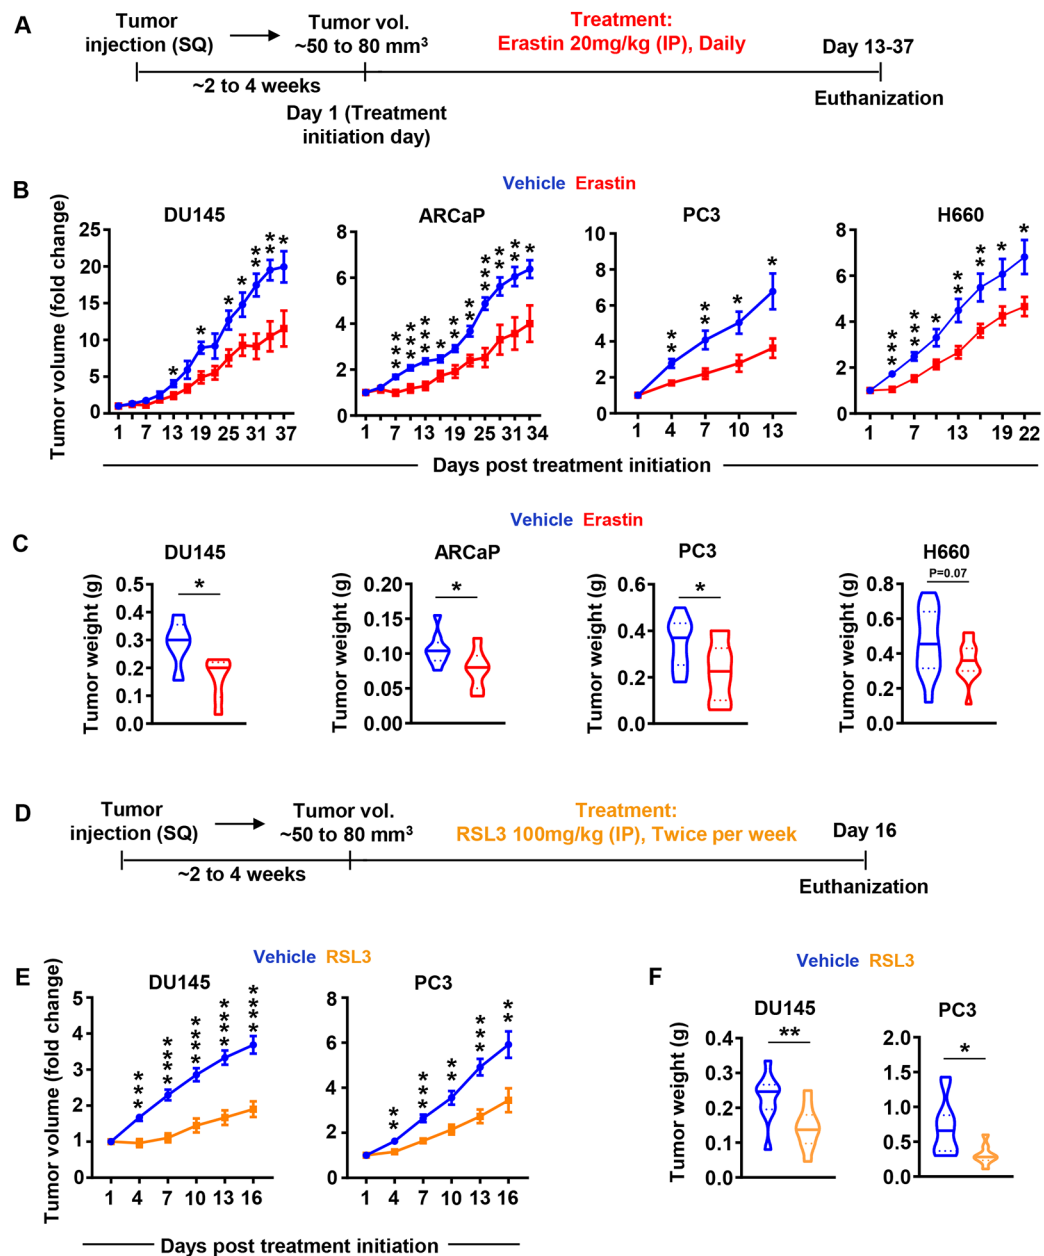 A
Tumor
injection (SQ)
Tumor vol.
~50 to 80 mm³
Treatment:
Erastin 20mg/kg (IP), Daily
Day 13-37
~2 to 4 weeks
Euthanization
Day 1 (Treatment
initiation day)
B
Vehicle Erastin
Tumor volume (fold change)
DU145
25
20
15
10
5
0
* * * * ** ** *
1 7 13 19 25 31 37
ARCaP
8
6
4
2
0
*** *** *** * ** ** *** ** ** *
1 7 13 19 25 31 34
PC3
10
8
6
4
2
0
** ** * *
1 4 7 10 13
H660
8
6
4
2
0
*** *** * ** ** * *
1 7 13 19 22
Days post treatment initiation
C
Vehicle Erastin
DU145
Tumor weight (g)
0.5
0.4
0.3
0.2
0.1
0.0
*
ARCaP
Tumor weight (g)
0.20
0.15
0.10
0.05
0.00
*
PC3
Tumor weight (g)
0.6
0.4
0.2
0.0
*
H660
Tumor weight (g)
0.8
0.6
0.4
0.2
0.0
P=0.07
D
Tumor
injection (SQ)
Tumor vol.
~50 to 80 mm³
Treatment:
RSL3 100mg/kg (IP), Twice per week
Day 16
~2 to 4 weeks
Euthanization
E
Vehicle RSL3
Tumor volume (fold change)
DU145
5
4
3
2
1
0
*** **** **** **** ****
1 4 7 10 13 16
PC3
8
6
4
2
0
** *** ** *** **
1 4 7 10 13 16
Days post treatment initiation
F
Vehicle RSL3
Tumor weight (g)
DU145
0.4
0.3
0.2
0.1
0.0
**
PC3
2.0
1.5
1.0
0.5
0.0
*